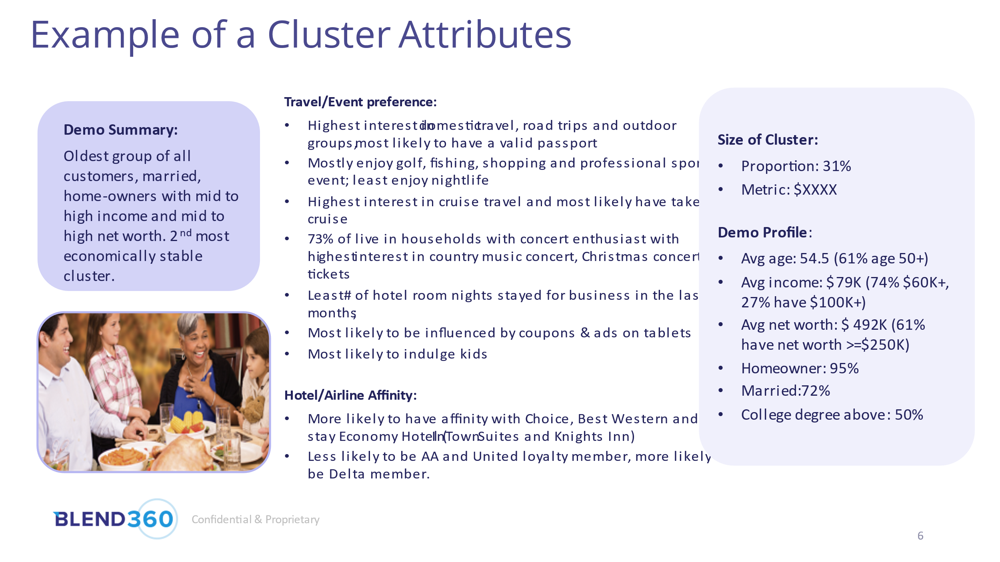 Example of a Cluster Attributes
Demo Summary:
Oldest group of all
customers, married,
home-owners with mid to
high income and mid to
high net worth. 2nd most
economically stable
cluster.
Travel/Event preference:
• Highest interest in domestic travel, road trips and outdoor
groups, most likely to have a valid passport
• Mostly enjoy golf, fishing, shopping and professional spor
event; least enjoy nightlife
• Highest interest in cruise travel and most likely have take
cruise
• 73% of live in households with concert enthusiast with
highest interest in country music concert, Christmas concert
tickets
• Least# of hotel room nights stayed for business in the las
months;
• Most likely to be influenced by coupons & ads on tablets
• Most likely to indulge kids
Hotel/Airline Affinity:
• More likely to have affinity with Choice, Best Western and
stay Economy Hotel (InTown Suites and Knights Inn)
• Less likely to be AA and United loyalty member, more likely
be Delta member.
Size of Cluster:
• Proportion: 31%
• Metric: $XXXX
Demo Profile:
• Avg age: 54.5 (61% age 50+)
• Avg income: $79K (74% $60K+,
27% have $100K+)
• Avg net worth: $ 492K (61%
have net worth >=$250K)
• Homeowner: 95%
• Married:72%
• College degree above: 50%
BLEND360
Confidential & Proprietary
6